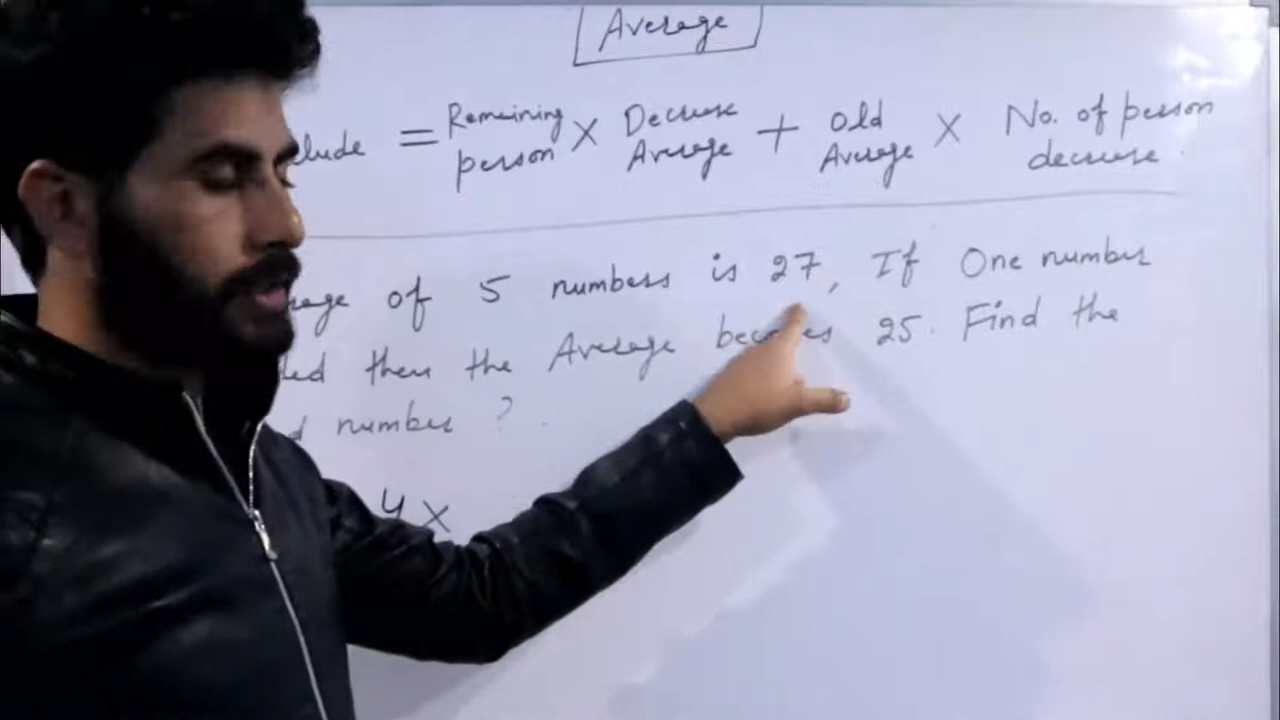 Average
Remaining Decrease Old No. of person
= person × Average + Average × decrease.
of 5 numbers is 27, If One number
then the Average becomes 25. Find the
number ?
4 ×